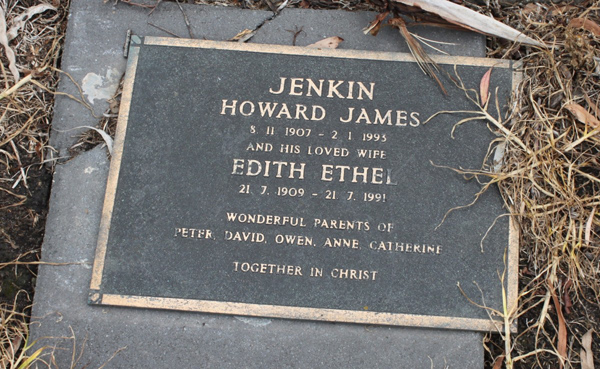 JENKIN
HOWARD JAMES
8. 11. 1907 - 2. 1. 1993
AND HIS LOVED WIFE
EDITH ETHEL
21. 7. 1909 - 21. 7. 1991
WONDERFUL PARENTS OF
PETER, DAVID, OWEN, ANNE, CATHERINE
TOGETHER IN CHRIST